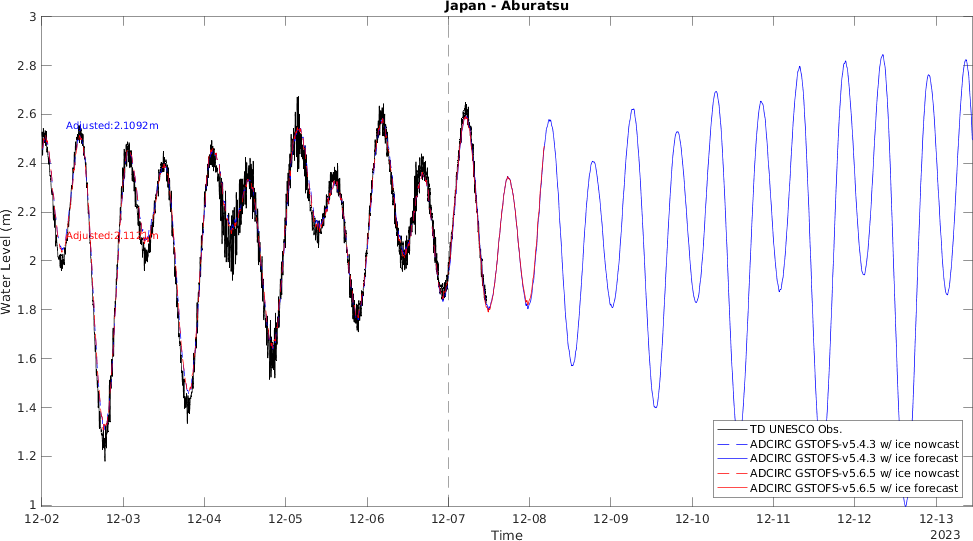 Japan - Aburatsu
3
2.8
2.6
2.4
2.2
2
1.8
1.6
1.4
1.2
1
Water Level (m)
Adjusted:2.1092m
TD UNESCO Obs.
ADCIRC GSTOFS-v5.4.3 w/ ice nowcast
ADCIRC GSTOFS-v5.4.3 w/ ice forecast
ADCIRC GSTOFS-v5.6.5 w/ ice nowcast
ADCIRC GSTOFS-v5.6.5 w/ ice forecast
12-02 12-03 12-04 12-05 12-06 12-07 12-08 12-09 12-10 12-11 12-12 12-13
Time
2023